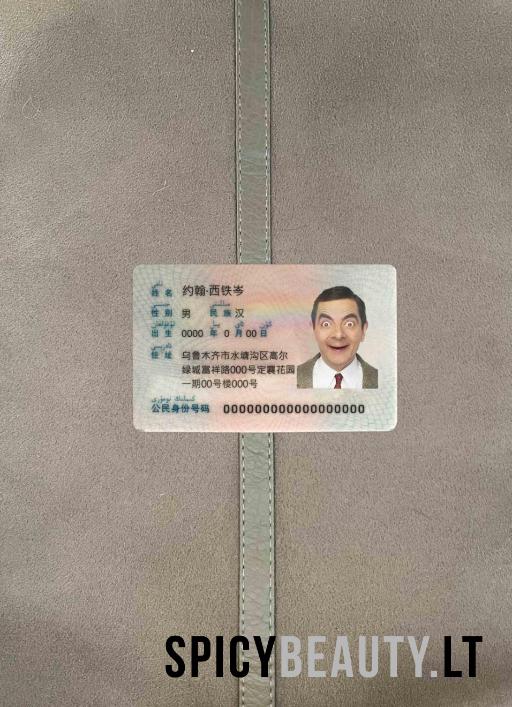 姓名 约翰·西铁岑
性别 男 民族 汉
出生 0000 年 0 月 00 日
住址 乌鲁木齐市水塘沟区高尔
绿城富祥路000号定襄花园
一期00号楼000号
公民身份号码 000000000000000000
SPICYBEAUTY.LT